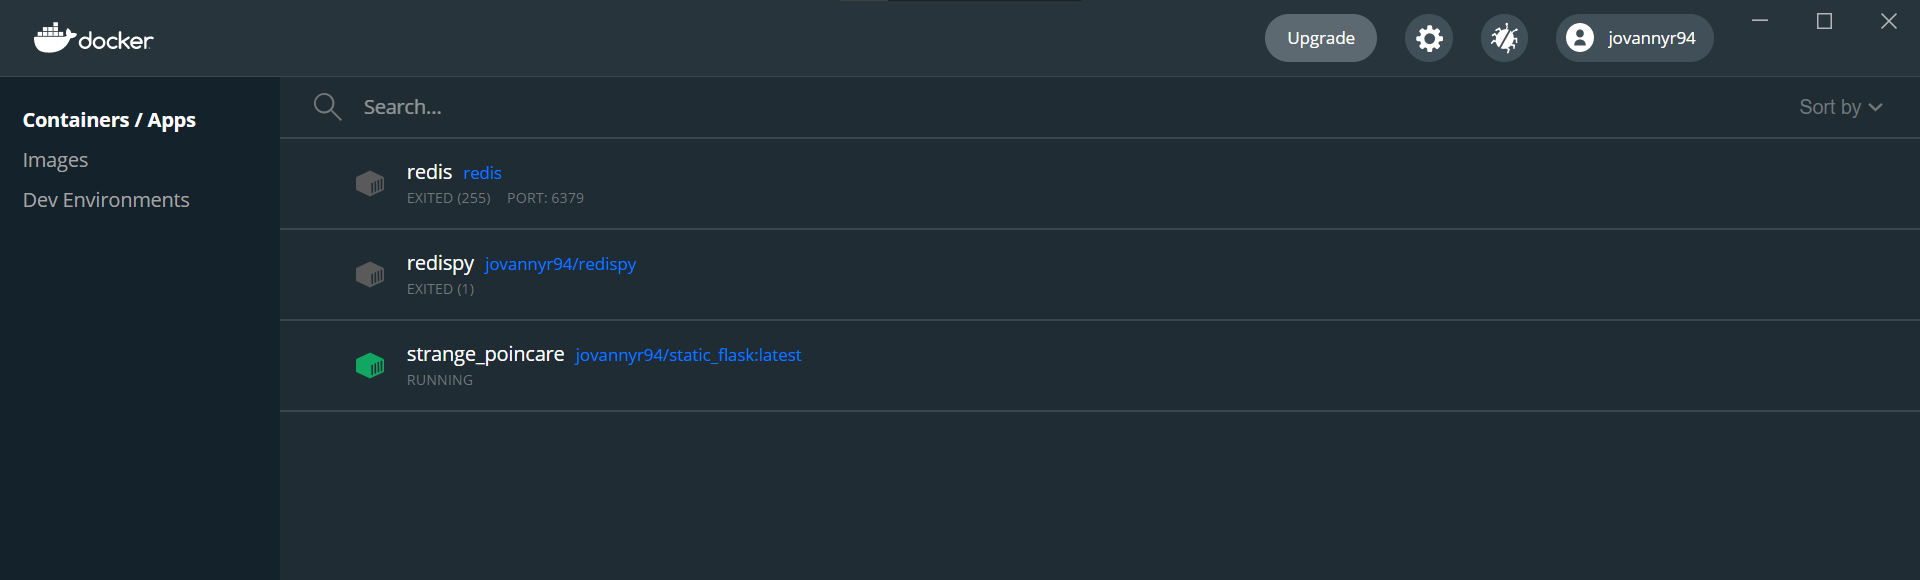 docker
Upgrade
jovannyr94
Containers / Apps
Images
Dev Environments
Search...
Sort by
redis redis
EXITED (255) PORT: 6379
redispy jovannyr94/redispy
EXITED (1)
strange_poincare jovannyr94/static_flask:latest
RUNNING